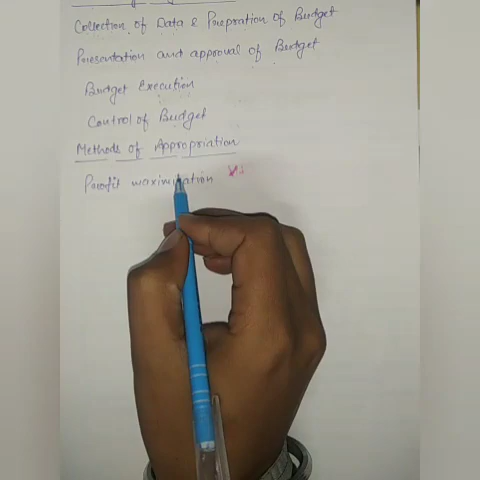 Collection of Data & Prepration of Budget
Presentation and approval of Budget
Budget Execution
Control of Budget
Methods of Appropriation
Profit maximization